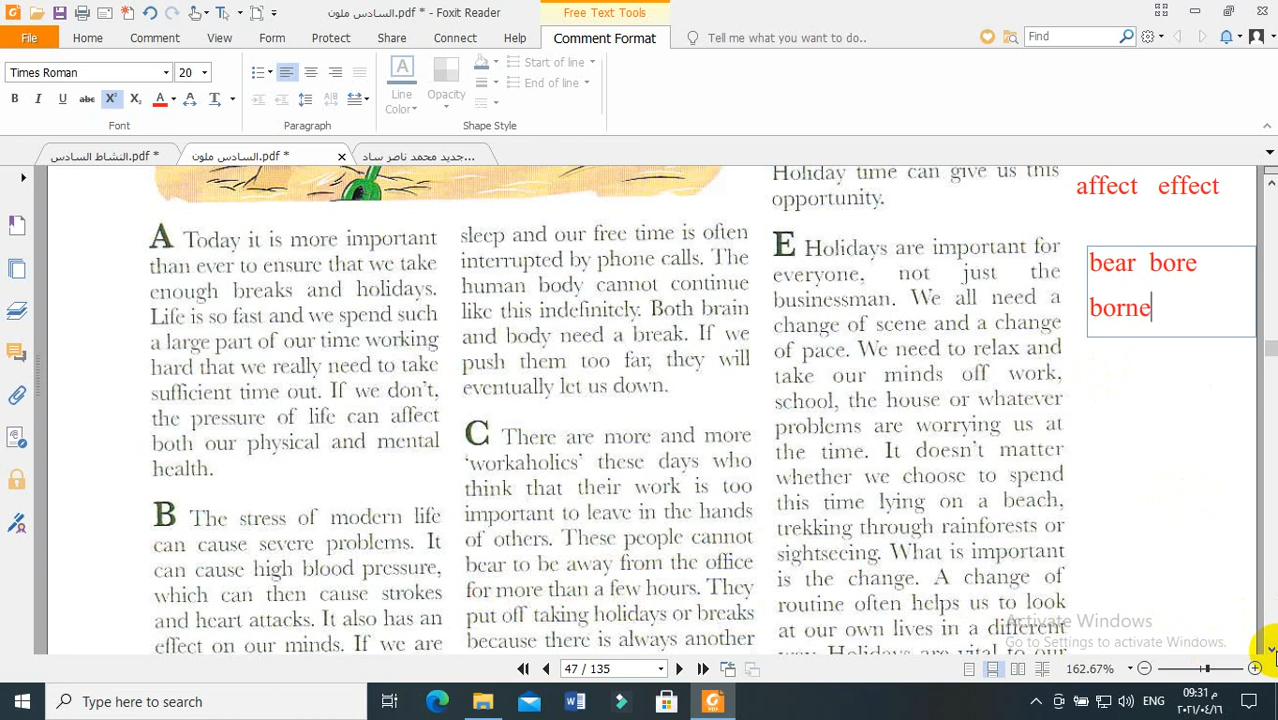 السادس ملون.pdf * - Foxit Reader
Free Text Tools
File
Home
Comment
View
Form
Protect
Share
Connect
Help
Comment Format
Tell me what you want to do..
Find
Times Roman
20
B I U abc X² X₂ A A T
Line Color
Opacity
Start of line
End of line
Font
Paragraph
Shape Style
النشاط السادس.pdf *
السادس ملون.pdf *
جديد محمد ناصر ساد...
A Today it is more important
than ever to ensure that we take
enough breaks and holidays.
Life is so fast and we spend such
a large part of our time working
hard that we really need to take
sufficient time out. If we don't,
the pressure of life can affect
both our physical and mental
health.
B The stress of modern life
can cause severe problems. It
can cause high blood pressure,
which can then cause strokes
and heart attacks. It also has an
effect on our minds. If we are
sleep and our free time is often
interrupted by phone calls. The
human body cannot continue
like this indefinitely. Both brain
and body need a break. If we
push them too far, they will
eventually let us down.
C There are more and more
'workaholics' these days who
think that their work is too
important to leave in the hands
of others. These people cannot
bear to be away from the office
for more than a few hours. They
put off taking holidays or breaks
because there is always another
Holiday time can give us this
opportunity.
E Holidays are important for
everyone, not just the
businessman. We all need a
change of scene and a change
of pace. We need to relax and
take our minds off work,
school, the house or whatever
problems are worrying us at
the time. It doesn't matter
whether we choose to spend
this time lying on a beach,
trekking through rainforests or
sightseeing. What is important
is the change. A change of
routine often helps us to look
at our own lives in a different
way. Holidays are vital to our
affect effect
bear bore
borne
Activate Windows
Go to Settings to activate Windows.
47 / 135
162.67%
Type here to search
ENG
09:31 م
٢٠٢١/٠٤/١٦